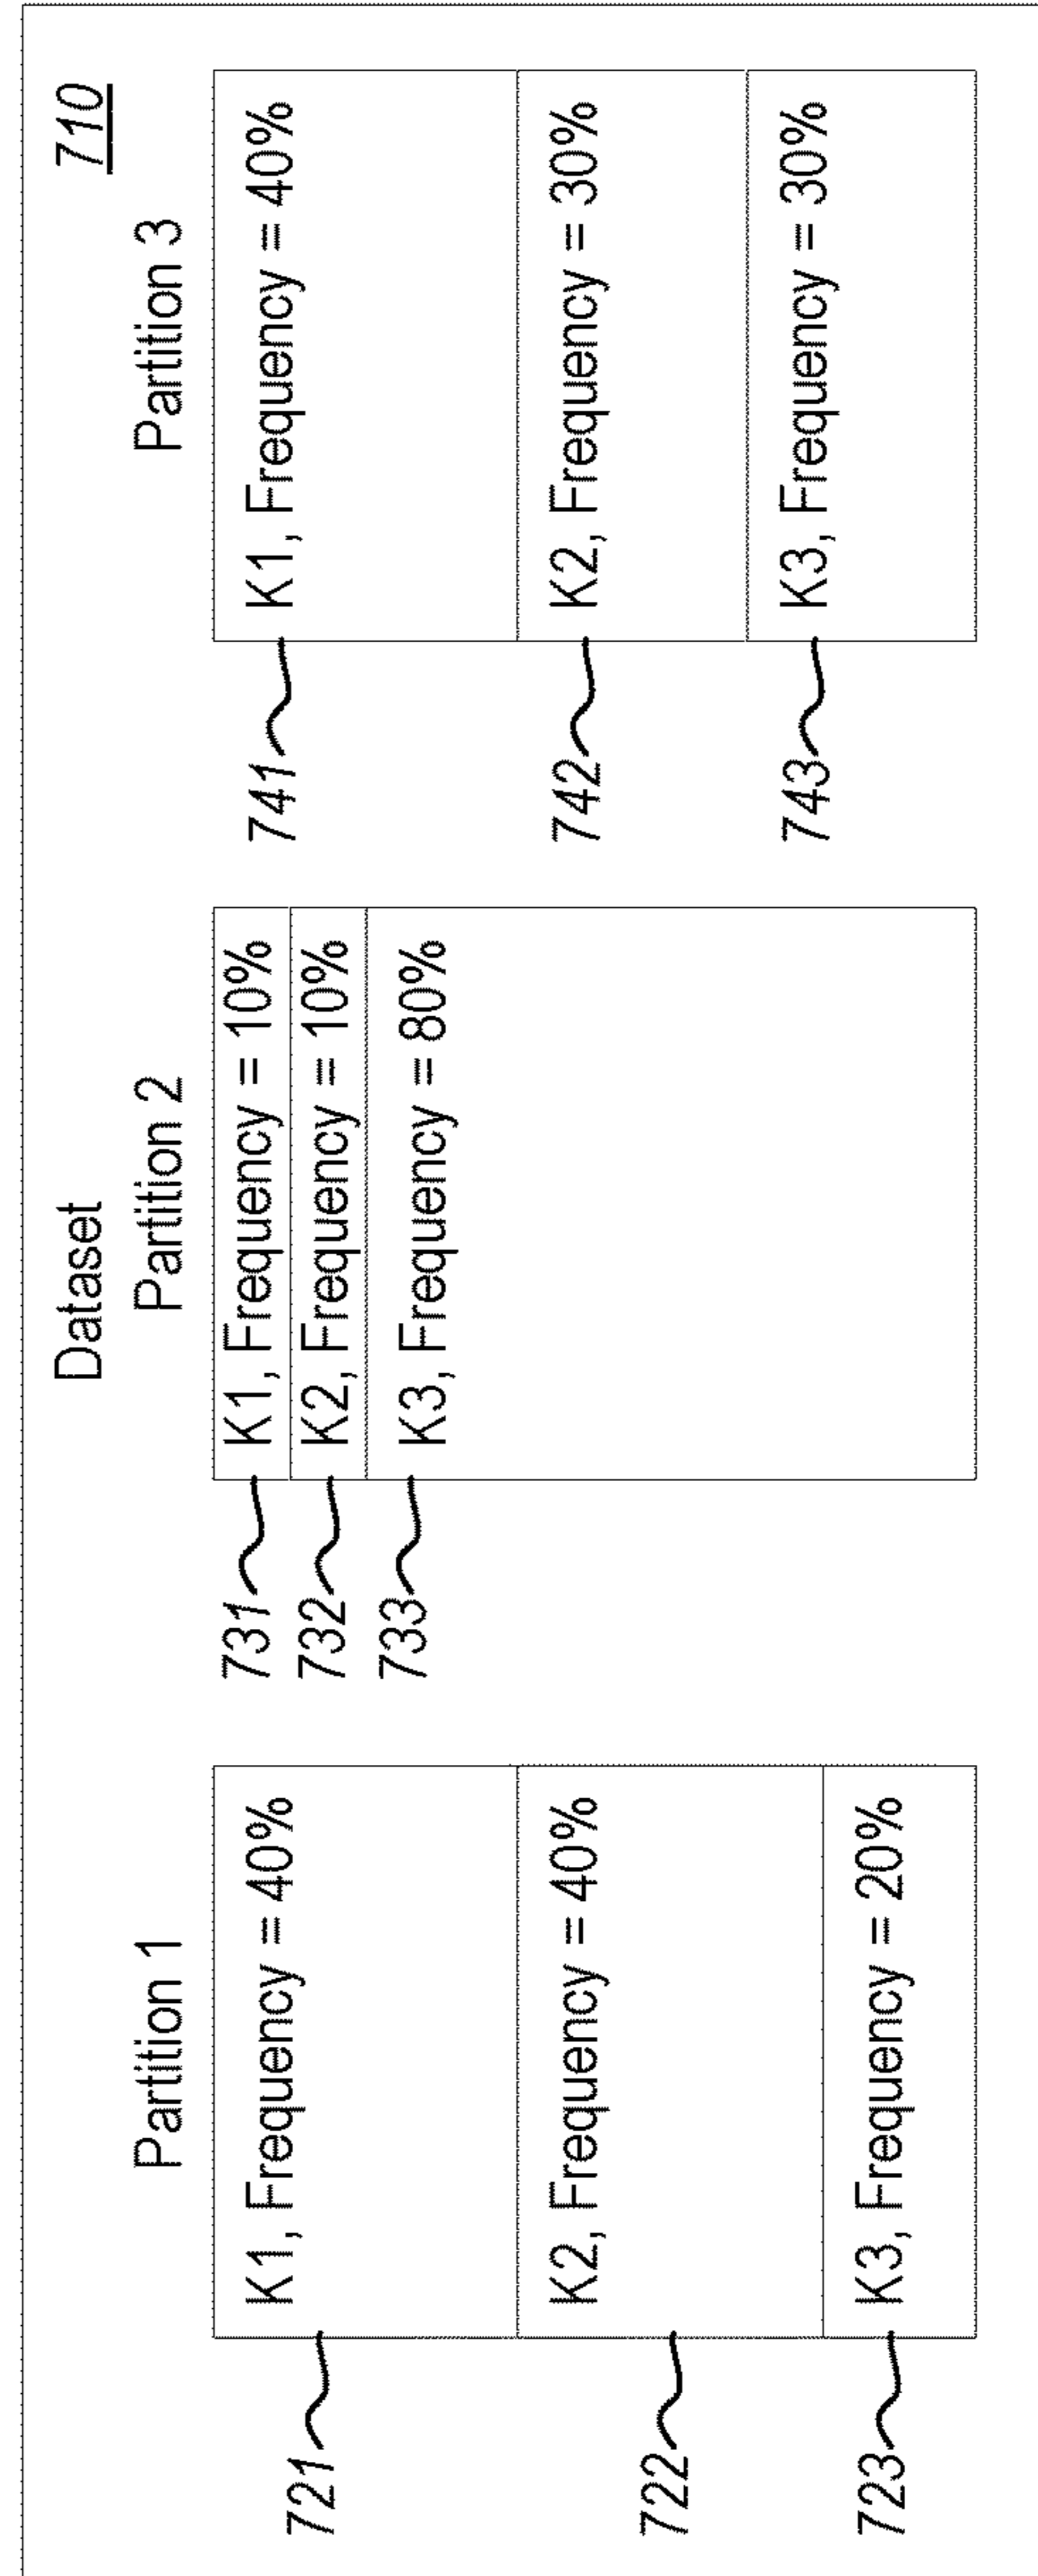 Dataset
710
Partition 1
721
K1, Frequency = 40%
722
K2, Frequency = 40%
723
K3, Frequency = 20%
Partition 2
731
K1, Frequency = 10%
732
K2, Frequency = 10%
733
K3, Frequency = 80%
Partition 3
741
K1, Frequency = 40%
742
K2, Frequency = 30%
743
K3, Frequency = 30%